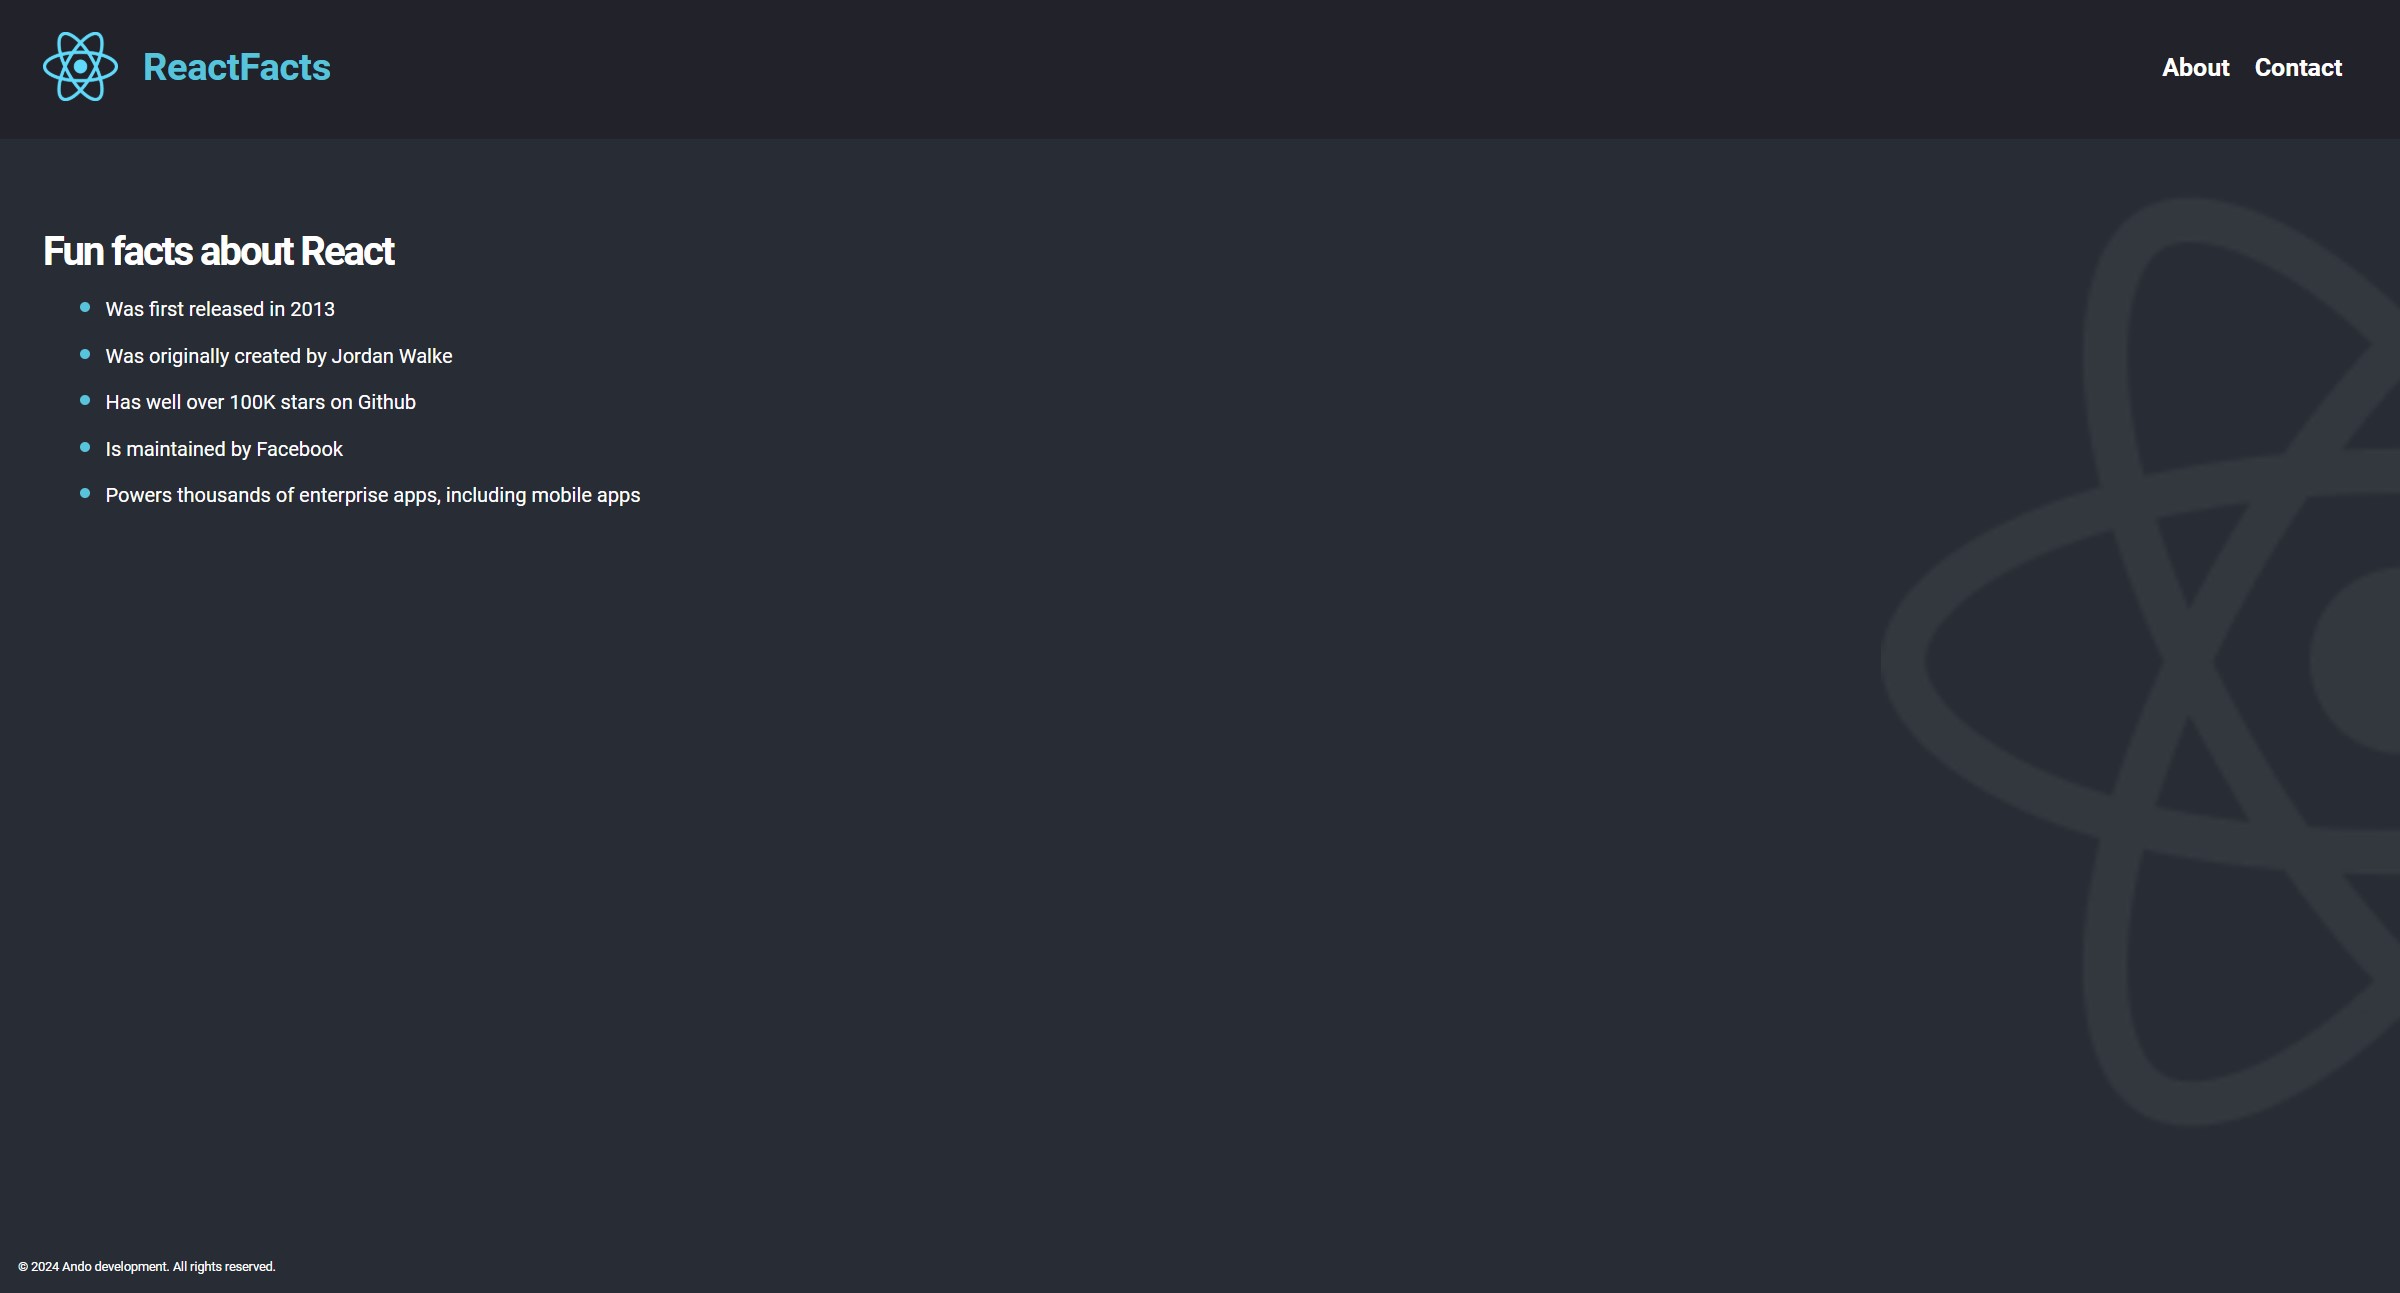 ReactFacts
About Contact
Fun facts about React
Was first released in 2013
Was originally created by Jordan Walke
Has well over 100K stars on Github
Is maintained by Facebook
Powers thousands of enterprise apps, including mobile apps
© 2024 Ando development. All rights reserved.